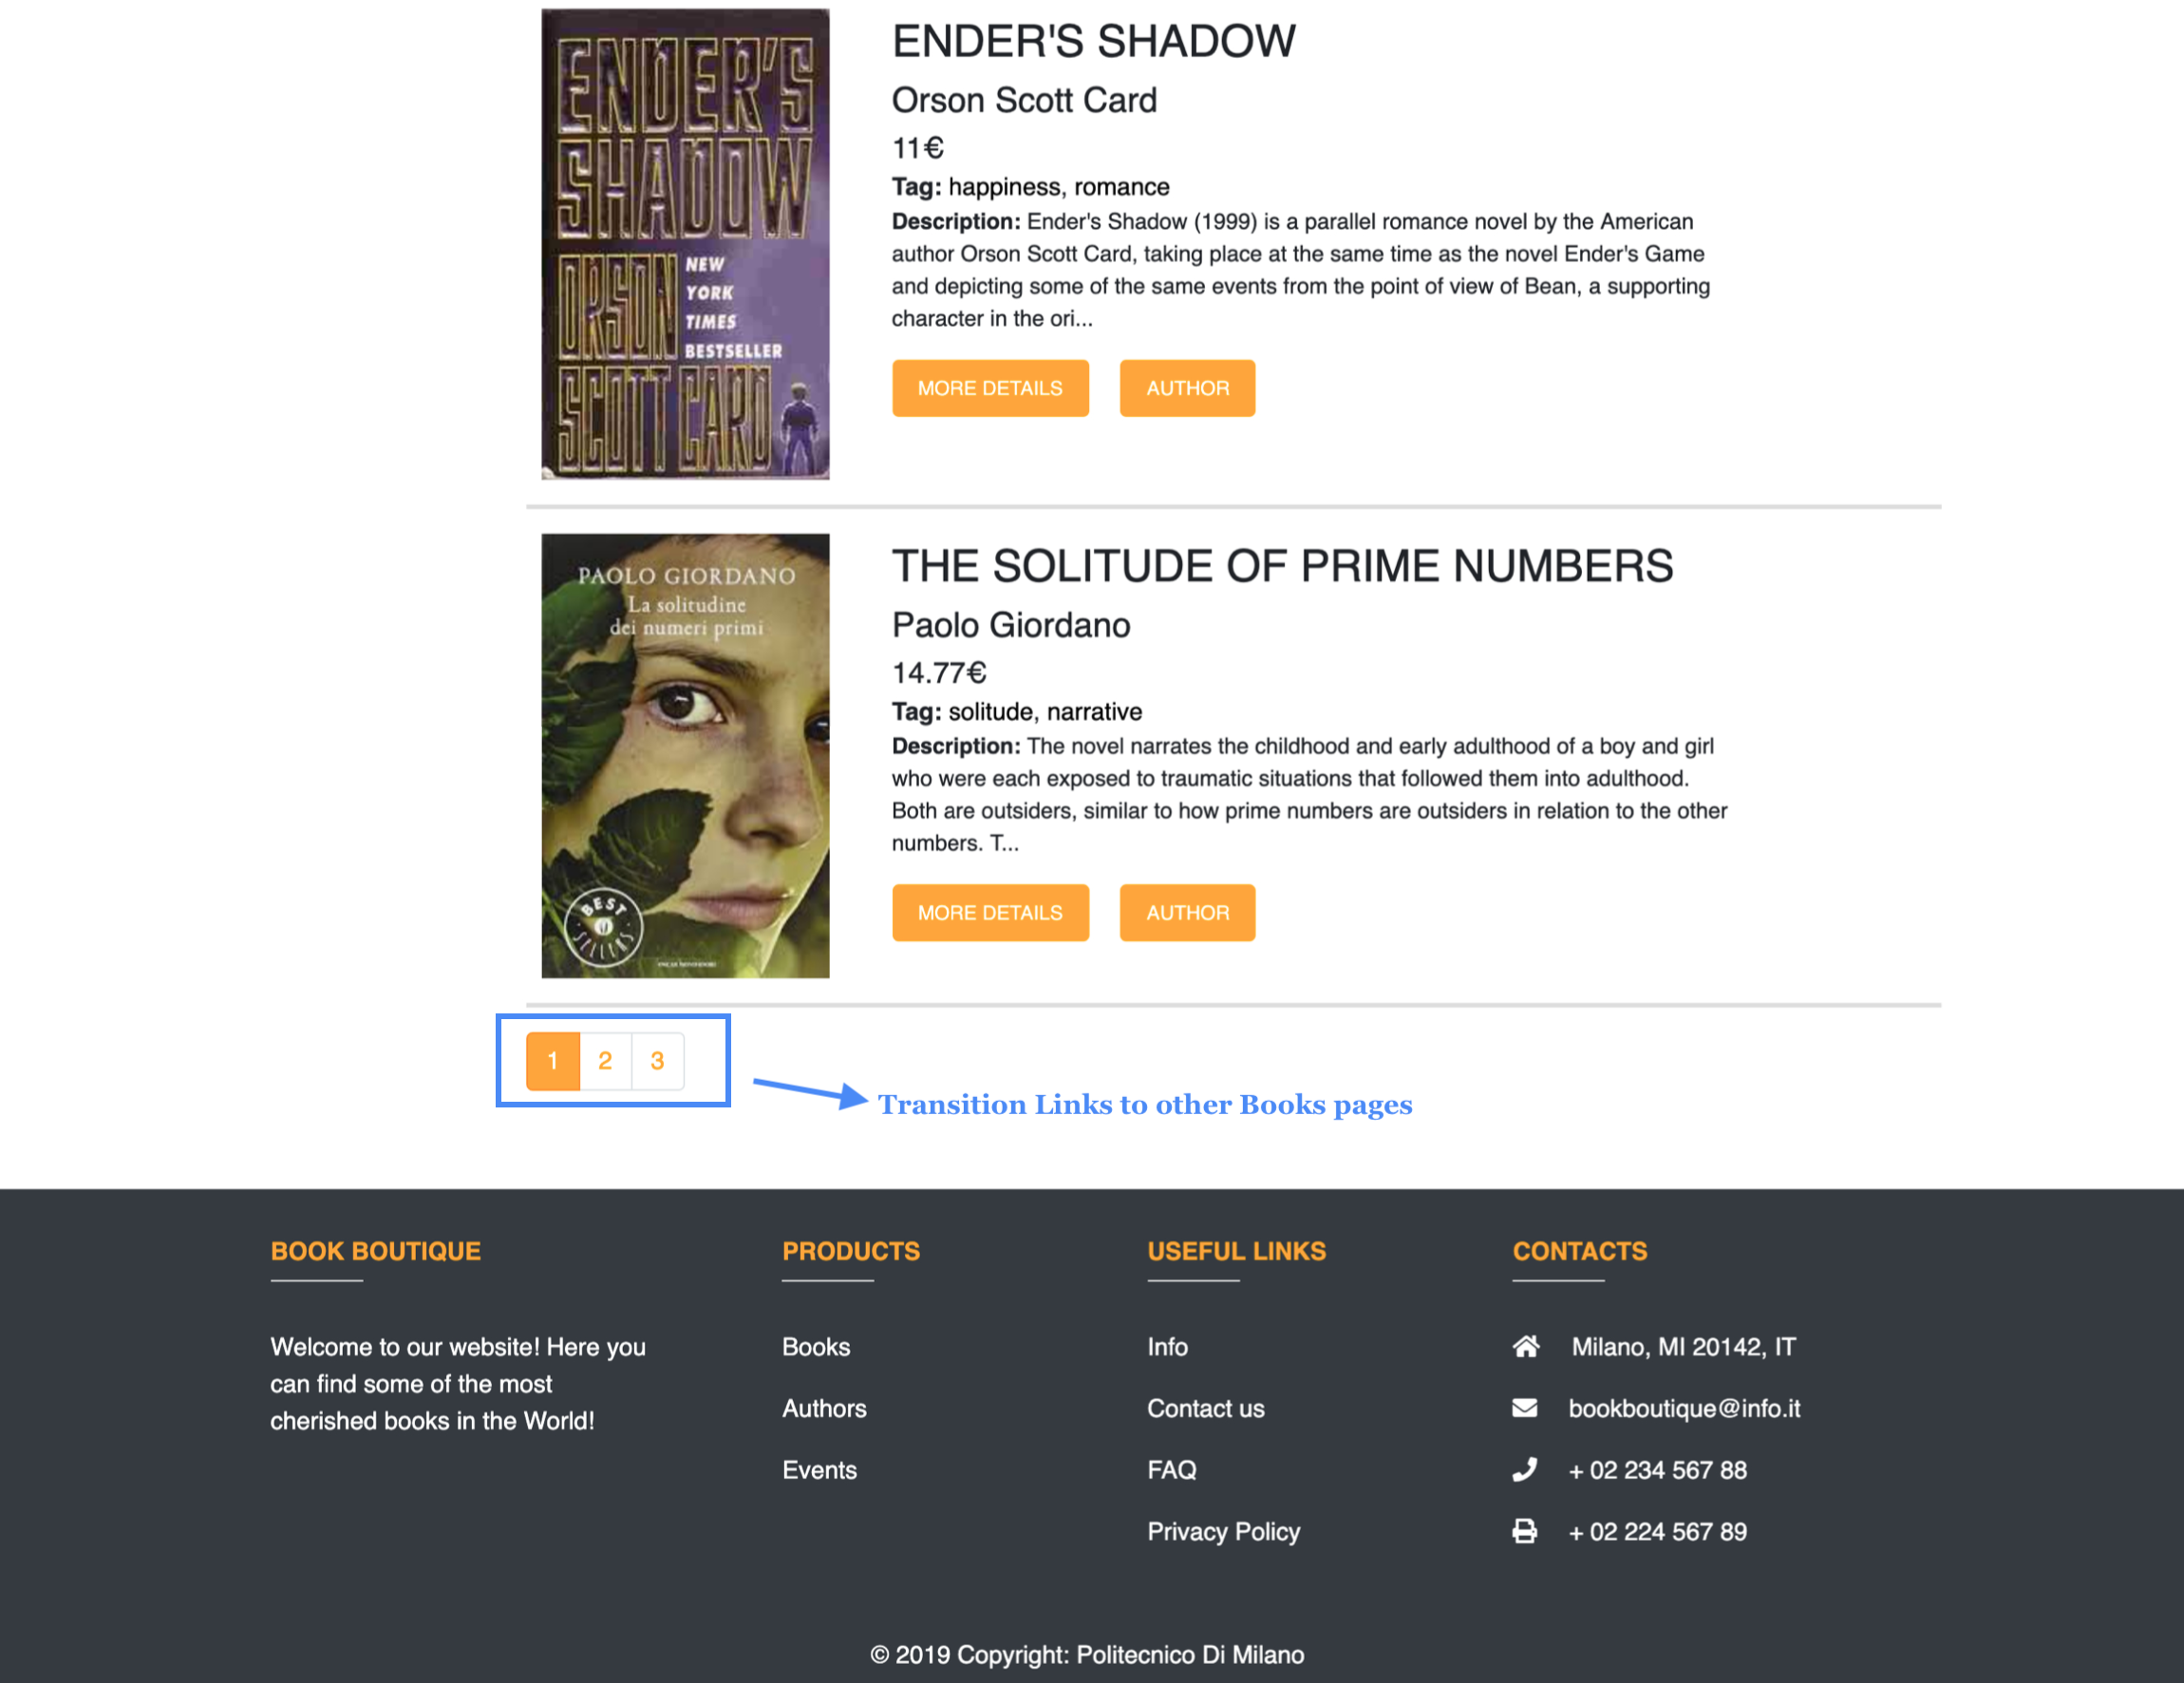 ENDER'S
SHADOW
ORSON
SCOTT CARD
NEW
YORK
TIMES
BESTSELLER
ENDER'S SHADOW
Orson Scott Card
11€
Tag: happiness, romance
Description: Ender's Shadow (1999) is a parallel romance novel by the American
author Orson Scott Card, taking place at the same time as the novel Ender's Game
and depicting some of the same events from the point of view of Bean, a supporting
character in the ori...
MORE DETAILS
AUTHOR
PAOLO GIORDANO
La solitudine
dei numeri primi
BEST
SELLERS
THE SOLITUDE OF PRIME NUMBERS
Paolo Giordano
14.77€
Tag: solitude, narrative
Description: The novel narrates the childhood and early adulthood of a boy and girl
who were each exposed to traumatic situations that followed them into adulthood.
Both are outsiders, similar to how prime numbers are outsiders in relation to the other
numbers. T...
MORE DETAILS
AUTHOR
1 2 3
Transition Links to other Books pages
BOOK BOUTIQUE
Welcome to our website! Here you
can find some of the most
cherished books in the World!
PRODUCTS
Books
Authors
Events
USEFUL LINKS
Info
Contact us
FAQ
Privacy Policy
CONTACTS
Milano, MI 20142, IT
bookboutique@info.it
+ 02 234 567 88
+ 02 224 567 89
© 2019 Copyright: Politecnico Di Milano